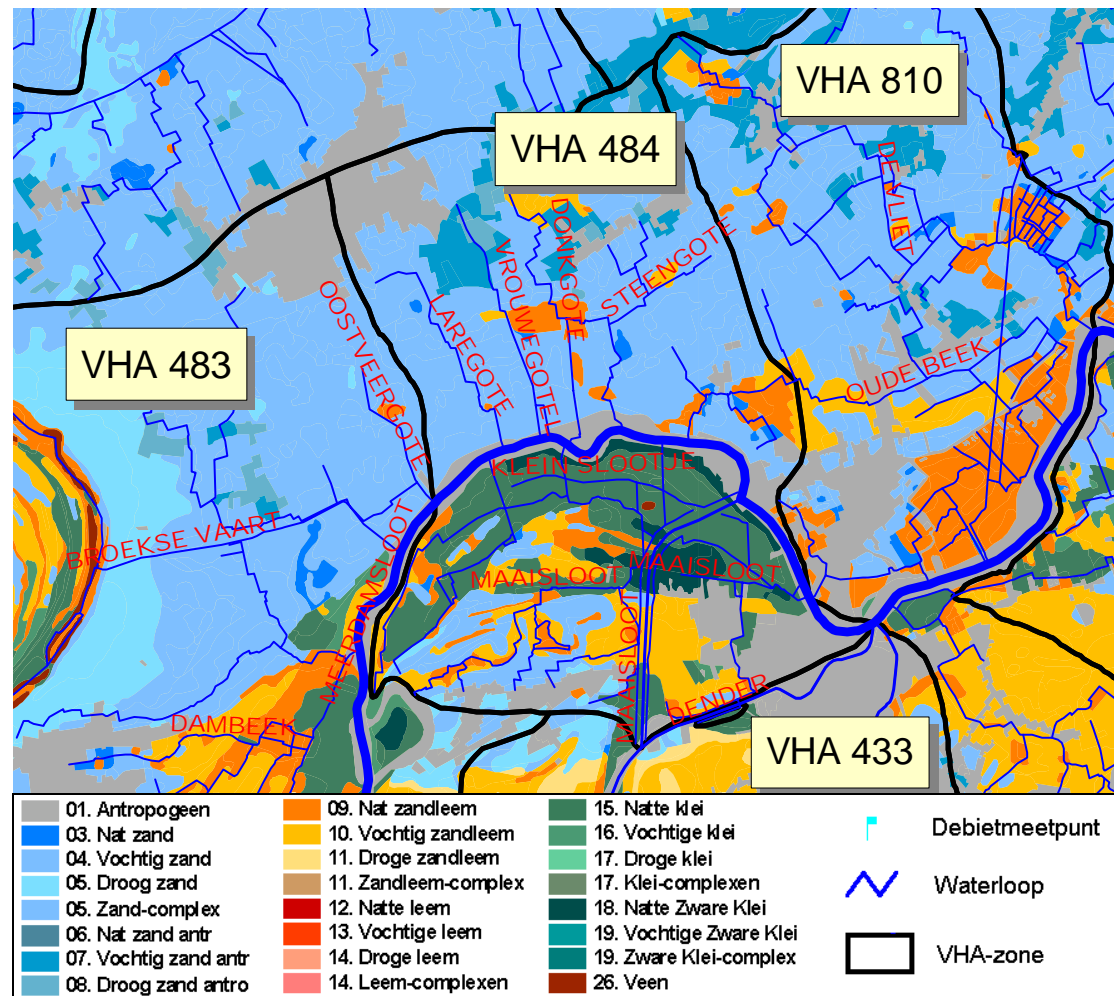 VHA 810
VHA 484
DE VLIET
DONKGOTE
VROUWEGOTEL
STEENGOTE
OOSTVEERGOTE
LAREGOTE
VHA 483
OUDE BEEK
KLEIN SLOOTJE
BROEKSE VAART
MEERDAMSLOOT
MAAISLOOT
MAAISLOOT
MAAISLOOT
DENDER
DAMBEEK
VHA 433
01. Antropogeen
03. Nat zand
04. Vochtig zand
05. Droog zand
05. Zand-complex
06. Nat zand antr
07. Vochtig zand antr
08. Droog zand antro
09. Nat zandleem
10. Vochtig zandleem
11. Droge zandleem
11. Zandleem-complex
12. Natte leem
13. Vochtige leem
14. Droge leem
14. Leem-complexen
15. Natte klei
16. Vochtige klei
17. Droge klei
17. Klei-complexen
18. Natte Zware Klei
19. Vochtige Zware Klei
19. Zware Klei-complex
26. Veen
Debietmeetpunt
Waterloop
VHA-zone